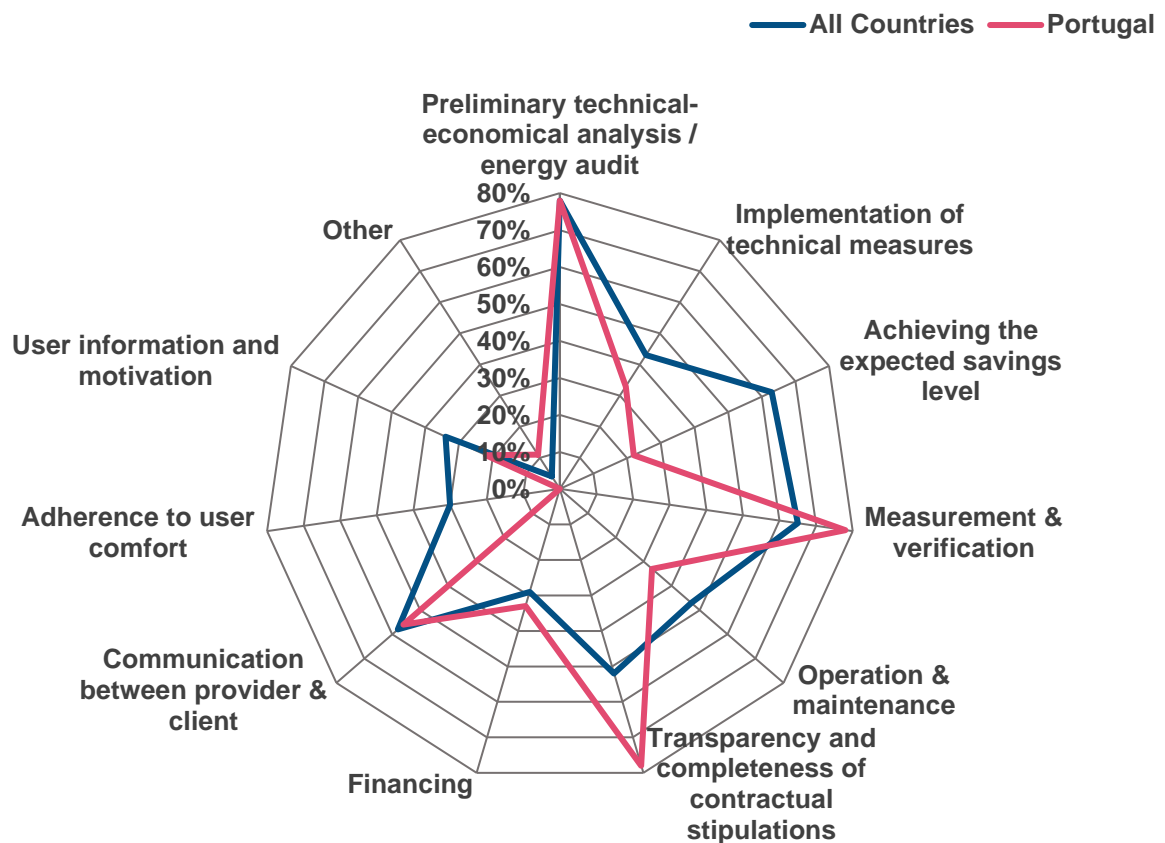 All Countries
Portugal
Preliminary technical-
economical analysis /
energy audit
80%
70%
60%
50%
40%
30%
20%
10%
0%
Implementation of
technical measures
Achieving the
expected savings
level
Measurement &
verification
Operation &
maintenance
Transparency and
completeness of
contractual
stipulations
Financing
Communication
between provider &
client
Adherence to user
comfort
User information and
motivation
Other